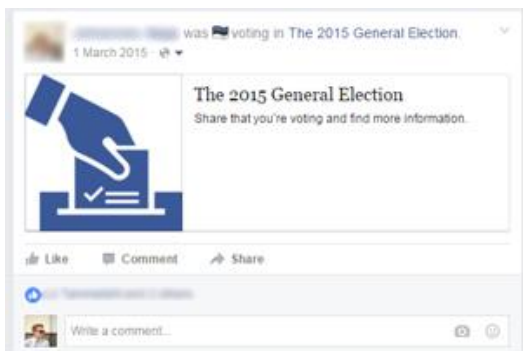 was voting in The 2015 General Election.
1 March 2015
The 2015 General Election
Share that you're voting and find more information.
Like Comment Share
Write a comment...